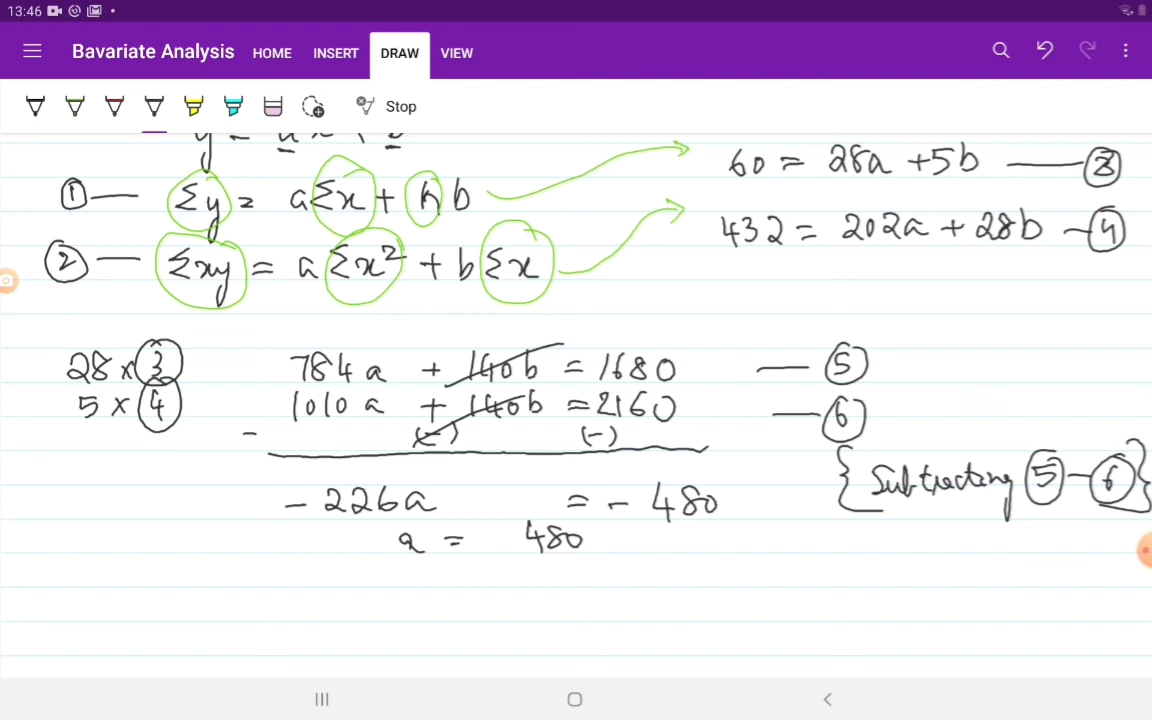 13:46
Bavariate Analysis HOME INSERT DRAW VIEW
Stop
y = ax + b
① — Σy = aΣx + nb
② — Σxy = aΣx² + bΣx
60 = 28a + 5b — ③
432 = 202a + 28b — ④
28 × ③ 784a + 140b = 1680 — ⑤
5 × ④ 1010a + 140b = 2160 — ⑥
- (-) (-)
{Subtracting ⑤ - ⑥}
- 226a = - 480
a = 480